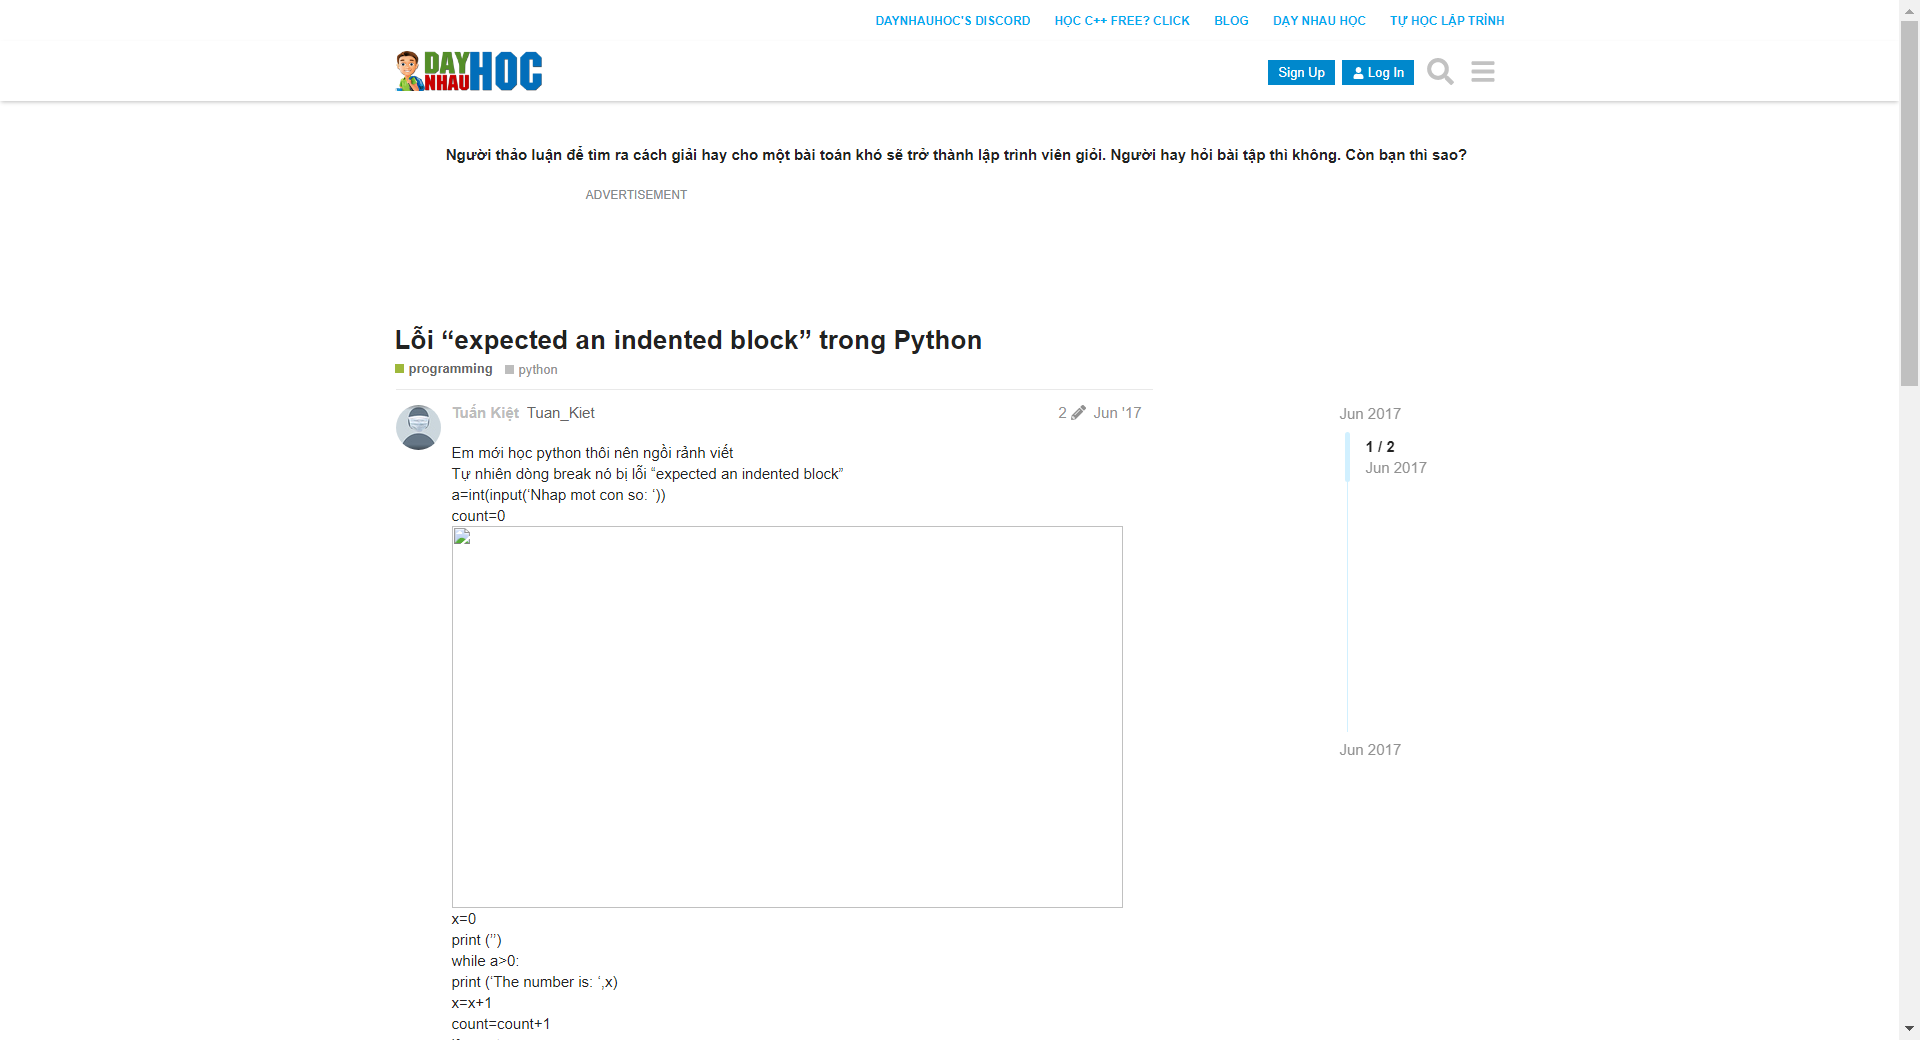 DAYNHAUHOC'S DISCORD HỌC C++ FREE? CLICK BLOG DẠY NHAU HỌC TỰ HỌC LẬP TRÌNH
DAY NHAU HOC
Sign Up Log In
Người thảo luận để tìm ra cách giải hay cho một bài toán khó sẽ trở thành lập trình viên giỏi. Người hay hỏi bài tập thì không. Còn bạn thì sao?
ADVERTISEMENT
Lỗi “expected an indented block” trong Python
programming python
Tuấn Kiệt Tuan_Kiet 2 Jun '17
Jun 2017
1 / 2
Jun 2017
Jun 2017
Em mới học python thôi nên ngồi rảnh viết
Tự nhiên dòng break nó bị lỗi “expected an indented block”
a=int(input(‘Nhap mot con so: ‘))
count=0
x=0
print (’’)
while a>0:
print (‘The number is: ‘,x)
x=x+1
count=count+1